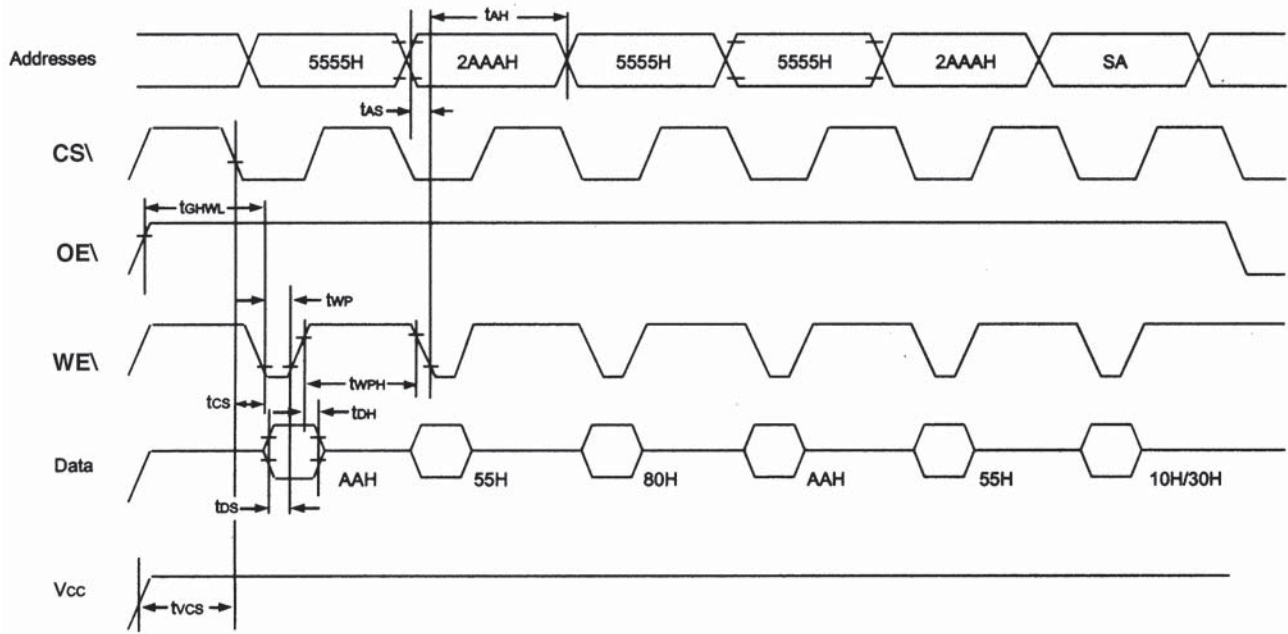 tAH
Addresses 5555H 2AAAH 5555H 5555H 2AAAH SA
tAS
CS\
tGHWL
OE\
tWP
WE\
tWPH
tCS
tDH
Data
AAH 55H 80H AAH 55H 10H/30H
tDS
Vcc
tVCS